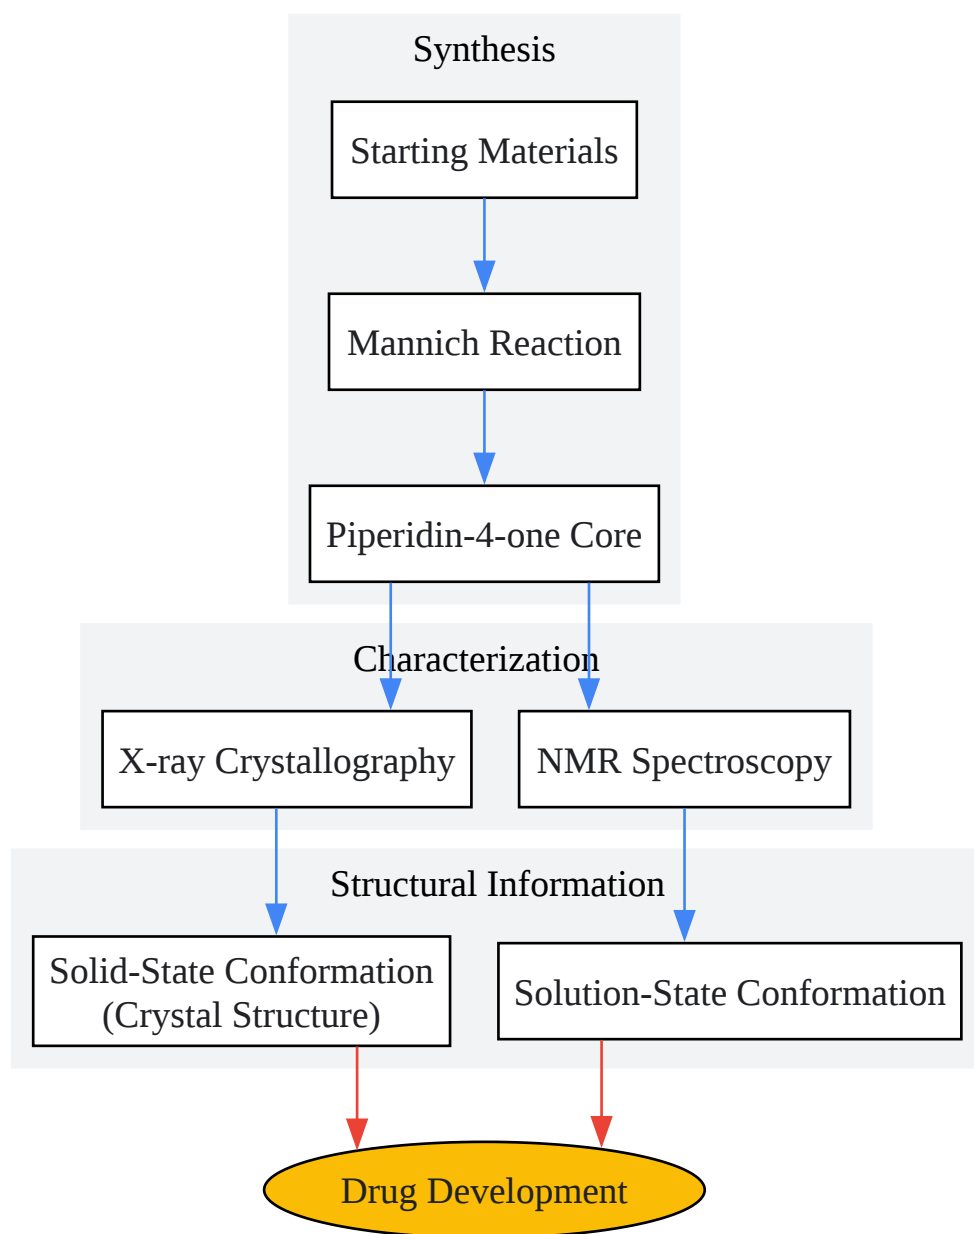 Synthesis
Starting Materials
Mannich Reaction
Piperidin-4-one Core
Characterization
X-ray Crystallography
NMR Spectroscopy
Structural Information
Solid-State Conformation
(Crystal Structure)
Solution-State Conformation
Drug Development